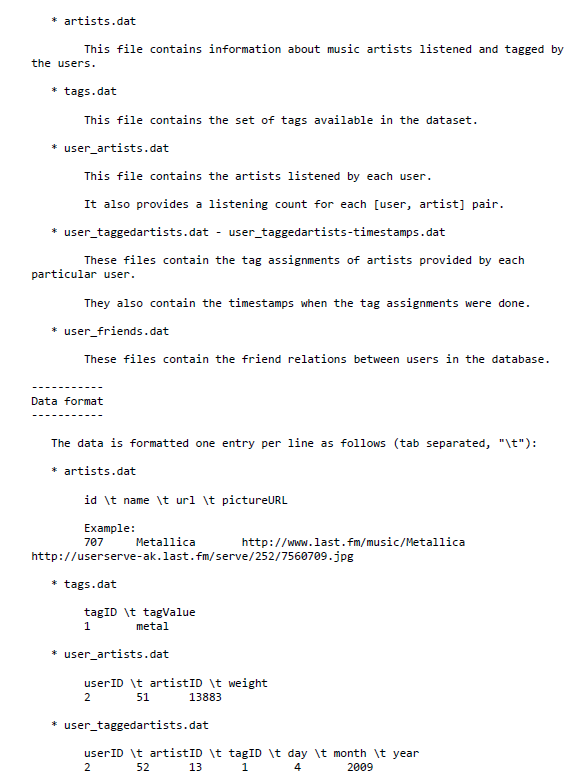 * artists.dat
This file contains information about music artists listened and tagged by
the users.
* tags.dat
This file contains the set of tags available in the dataset.
* user_artists.dat
This file contains the artists listened by each user.
It also provides a listening count for each [user, artist] pair.
* user_taggedartists.dat - user_taggedartists-timestamps.dat
These files contain the tag assignments of artists provided by each
particular user.
They also contain the timestamps when the tag assignments were done.
* user_friends.dat
These files contain the friend relations between users in the database.
-----------
Data format
-----------
The data is formatted one entry per line as follows (tab separated, "\t"):
* artists.dat
id \t name \t url \t pictureURL
Example:
707 Metallica http://www.last.fm/music/Metallica
http://userserve-ak.last.fm/serve/252/7560709.jpg
* tags.dat
tagID \t tagValue
1 metal
* user_artists.dat
userID \t artistID \t weight
2 51 13883
* user_taggedartists.dat
userID \t artistID \t tagID \t day \t month \t year
2 52 13 1 4 2009